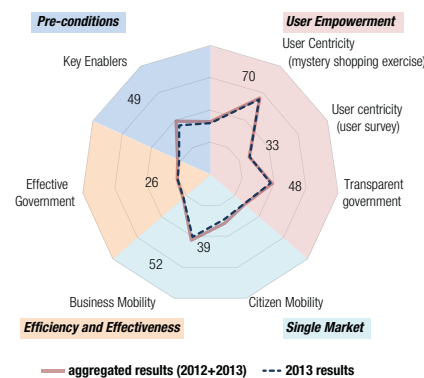 Pre-conditions
User Empowerment
User Centricity
(mystery shopping exercise)
Key Enablers
70
49
User centricity
(user survey)
33
26
48
Effective
Government
Transparent
government
39
52
Business Mobility
Citizen Mobility
Efficiency and Effectiveness
Single Market
aggregated results (2012+2013)
2013 results